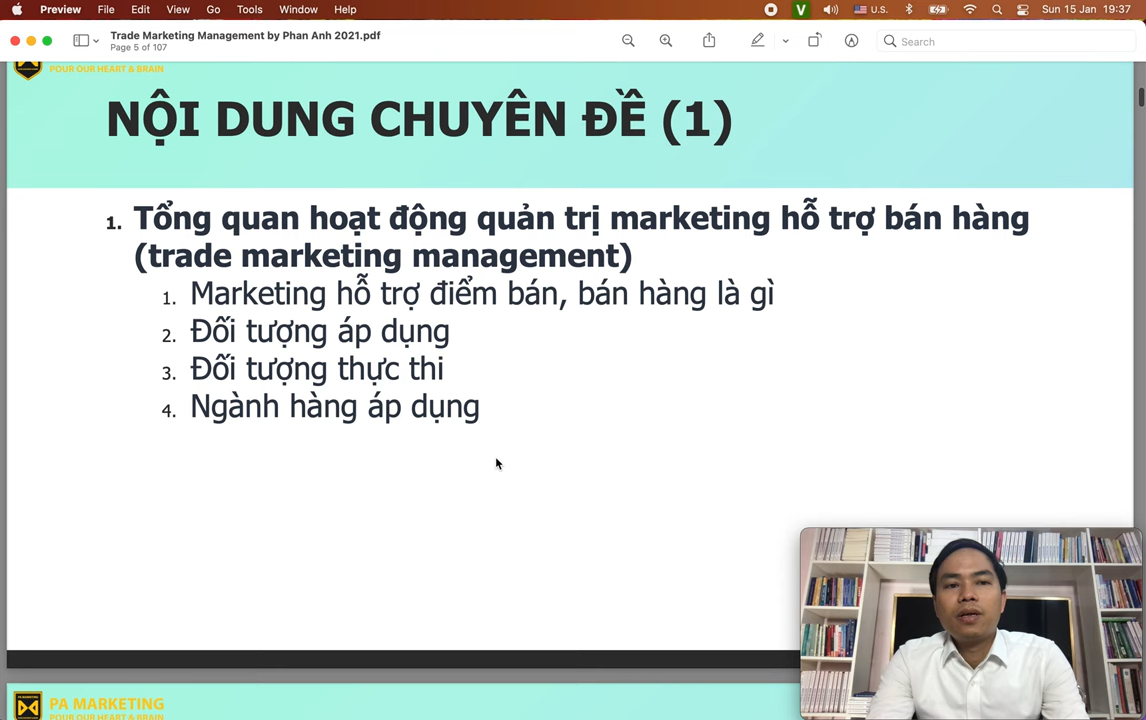 Preview File Edit View Go Tools Window Help V U.S. Sun 15 Jan 19:37
Trade Marketing Management by Phan Anh 2021.pdf
Page 5 of 107
Search
POUR OUR HEART & BRAIN
NỘI DUNG CHUYÊN ĐỀ (1)
1. Tổng quan hoạt động quản trị marketing hỗ trợ bán hàng
(trade marketing management)
1. Marketing hỗ trợ điểm bán, bán hàng là gì
2. Đối tượng áp dụng
3. Đối tượng thực thi
4. Ngành hàng áp dụng
PA MARKETING
POUR OUR HEART & BRAIN